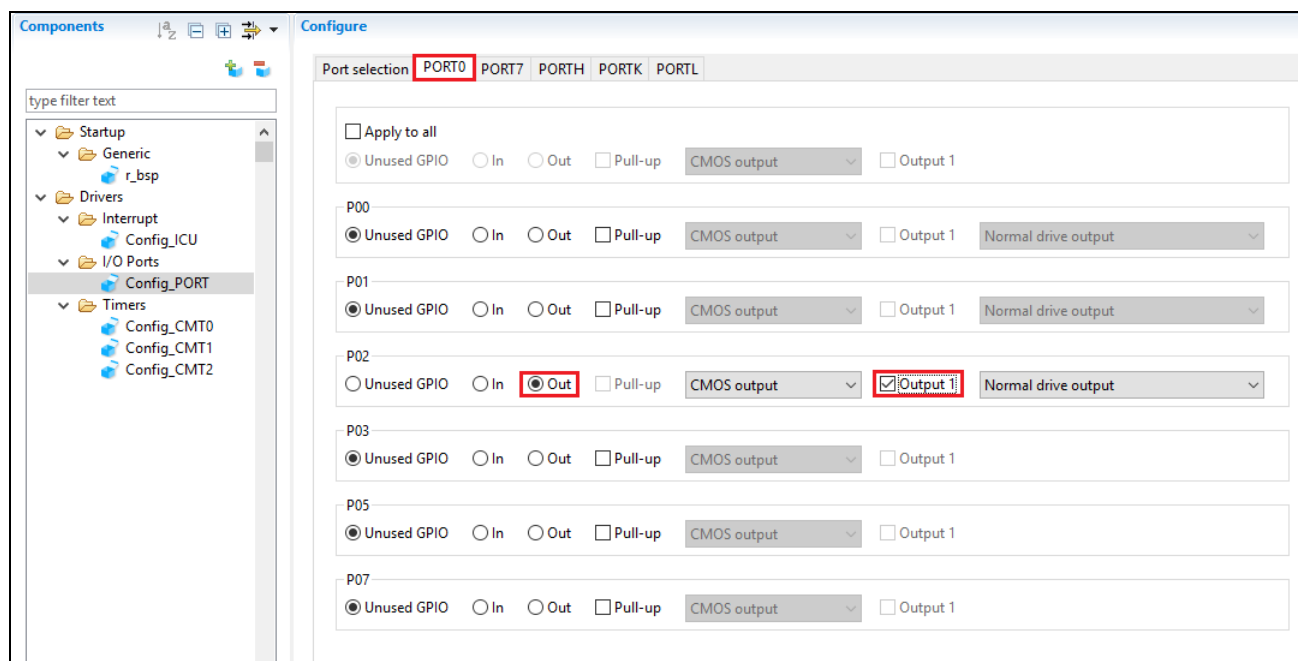 Components
Configure
Port selection PORT0 PORT7 PORTH PORTK PORTL
type filter text
Startup
Generic
r_bsp
Drivers
Interrupt
Config_ICU
I/O Ports
Config_PORT
Timers
Config_CMT0
Config_CMT1
Config_CMT2
Apply to all
Unused GPIO In Out Pull-up CMOS output Output 1
P00
Unused GPIO In Out Pull-up CMOS output Output 1 Normal drive output
P01
Unused GPIO In Out Pull-up CMOS output Output 1 Normal drive output
P02
Unused GPIO In Out Pull-up CMOS output Output 1 Normal drive output
P03
Unused GPIO In Out Pull-up CMOS output Output 1
P05
Unused GPIO In Out Pull-up CMOS output Output 1
P07
Unused GPIO In Out Pull-up CMOS output Output 1